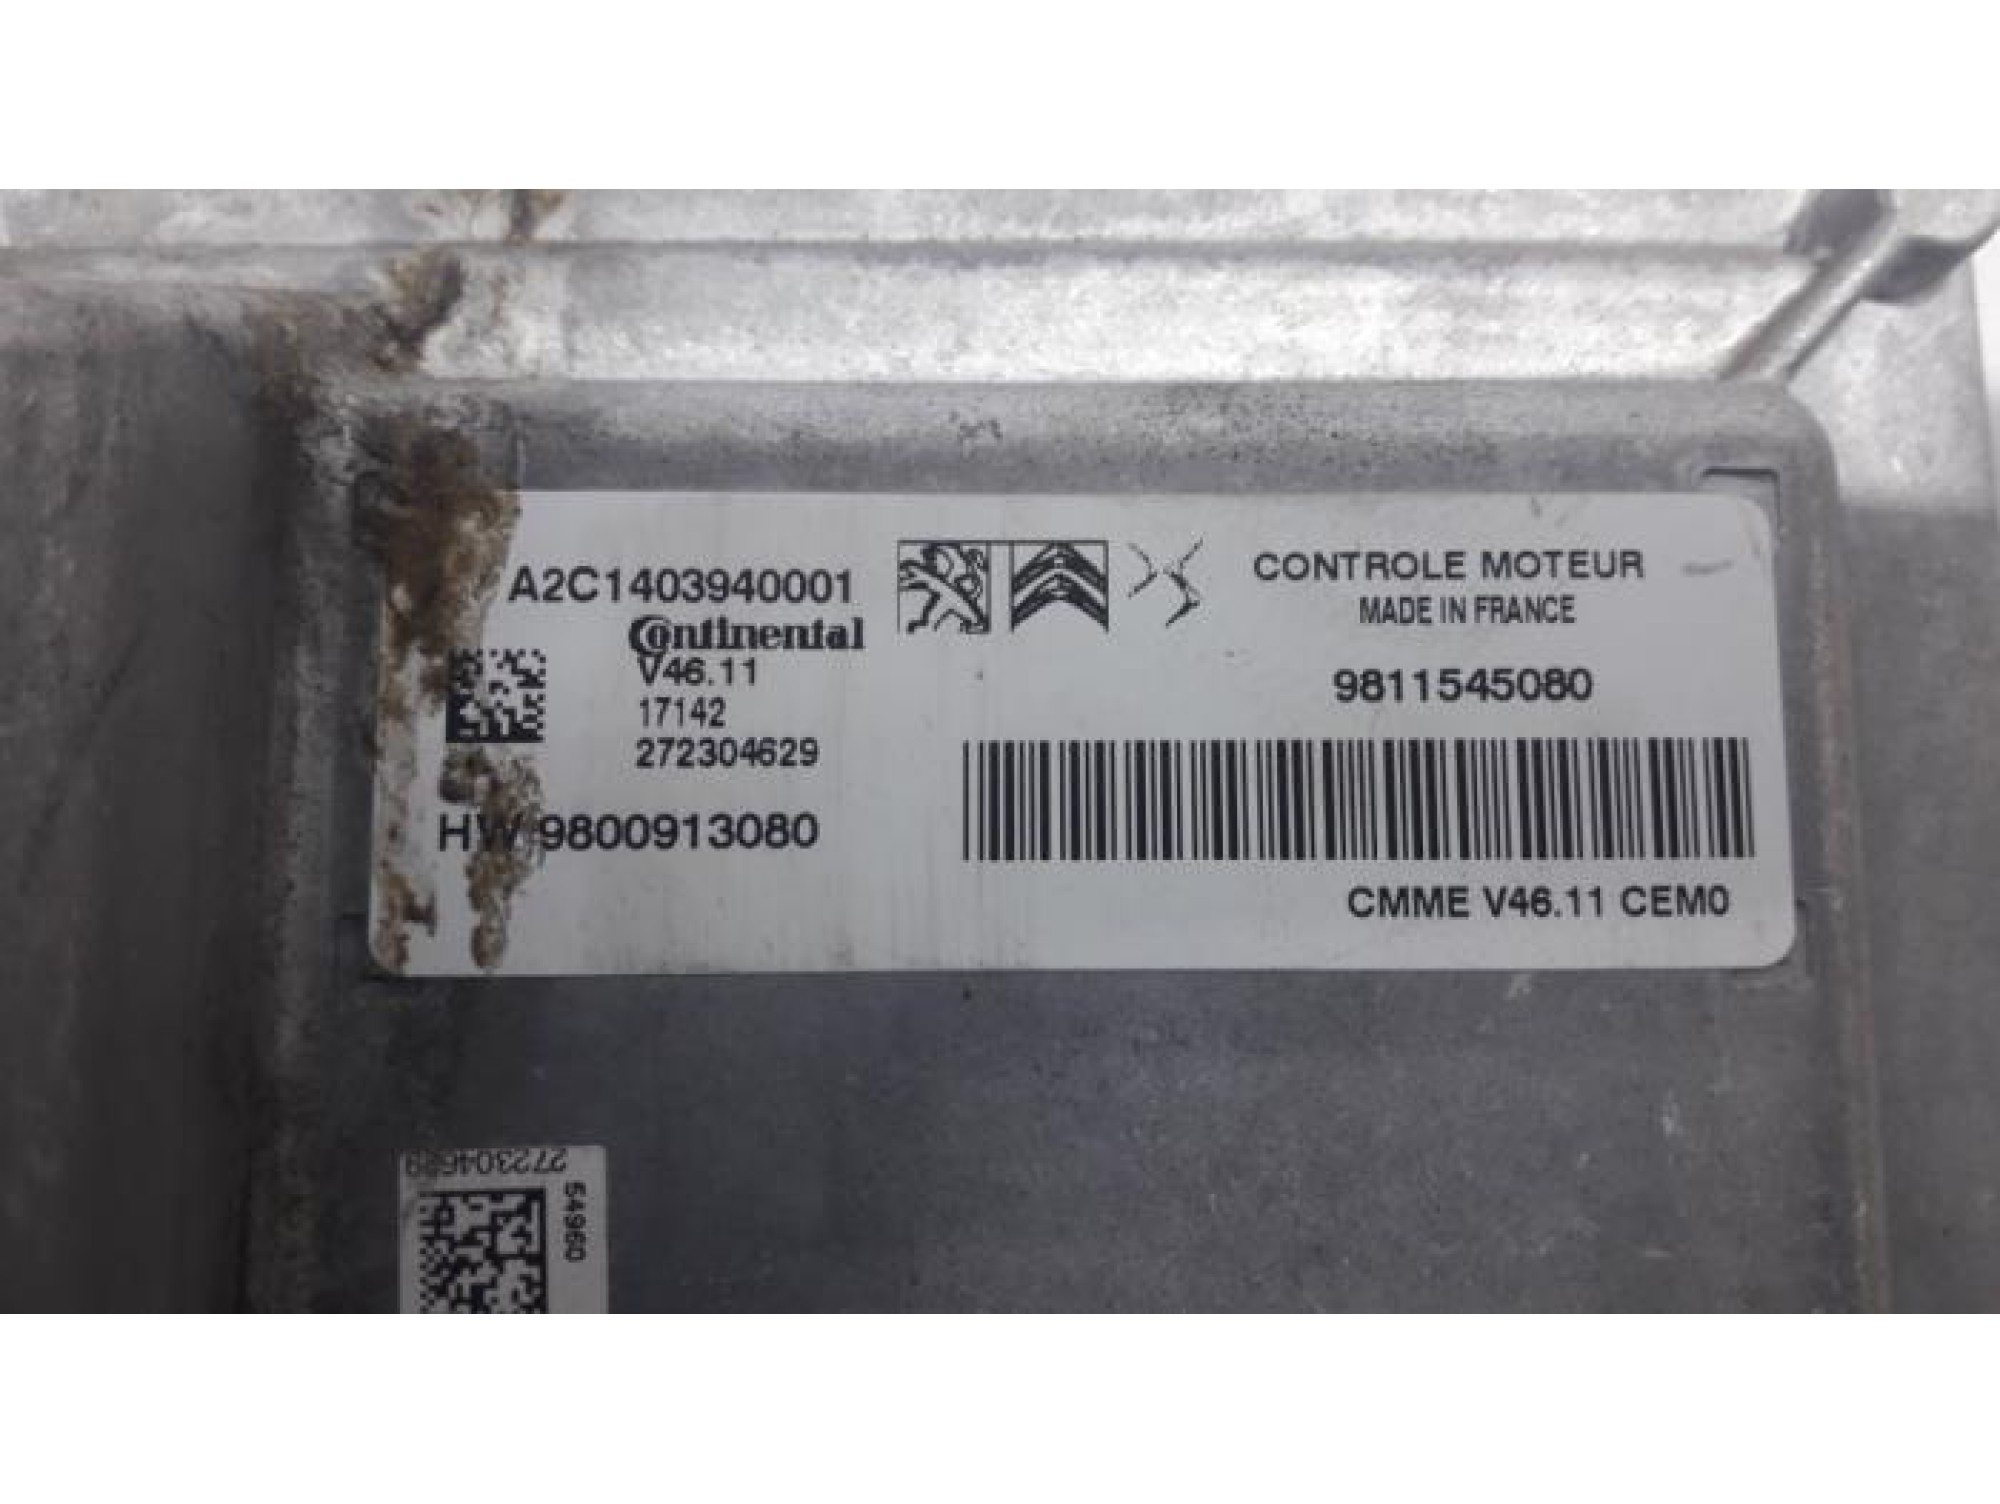 A2C1403940001
Continental
V46.11
17142
272304629
HW 9800913080
CONTROLE MOTEUR
MADE IN FRANCE
9811545080
CMME V46.11 CEM0
272304629
54960